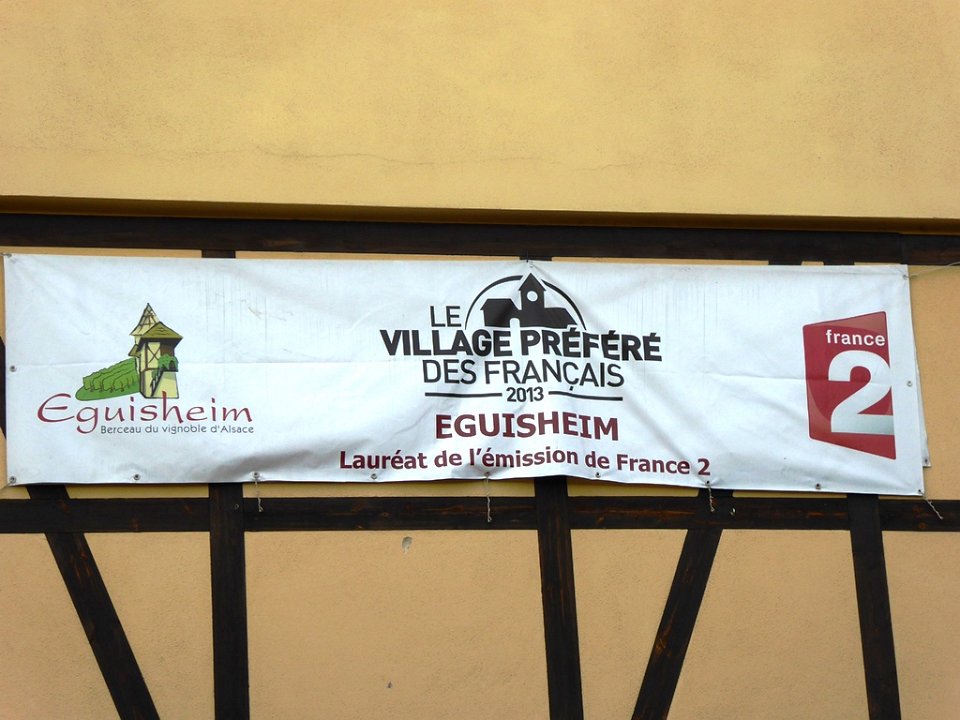 Eguisheim
Berceau du vignoble d'Alsace
LE
VILLAGE PRÉFÉRÉ
DES FRANÇAIS
2013
EGUISHEIM
Lauréat de l'émission de France 2
france
2